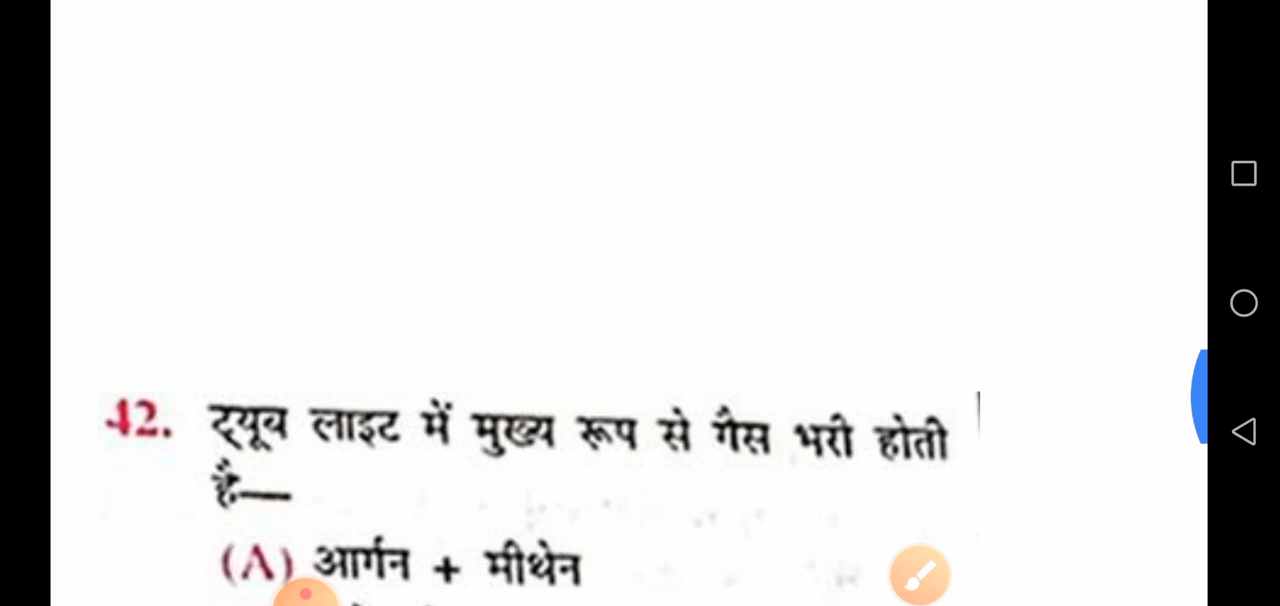 42. ट्यूब लाइट में मुख्य रूप से गैस भरी होती
है—
(A) आर्गन + मीथेन